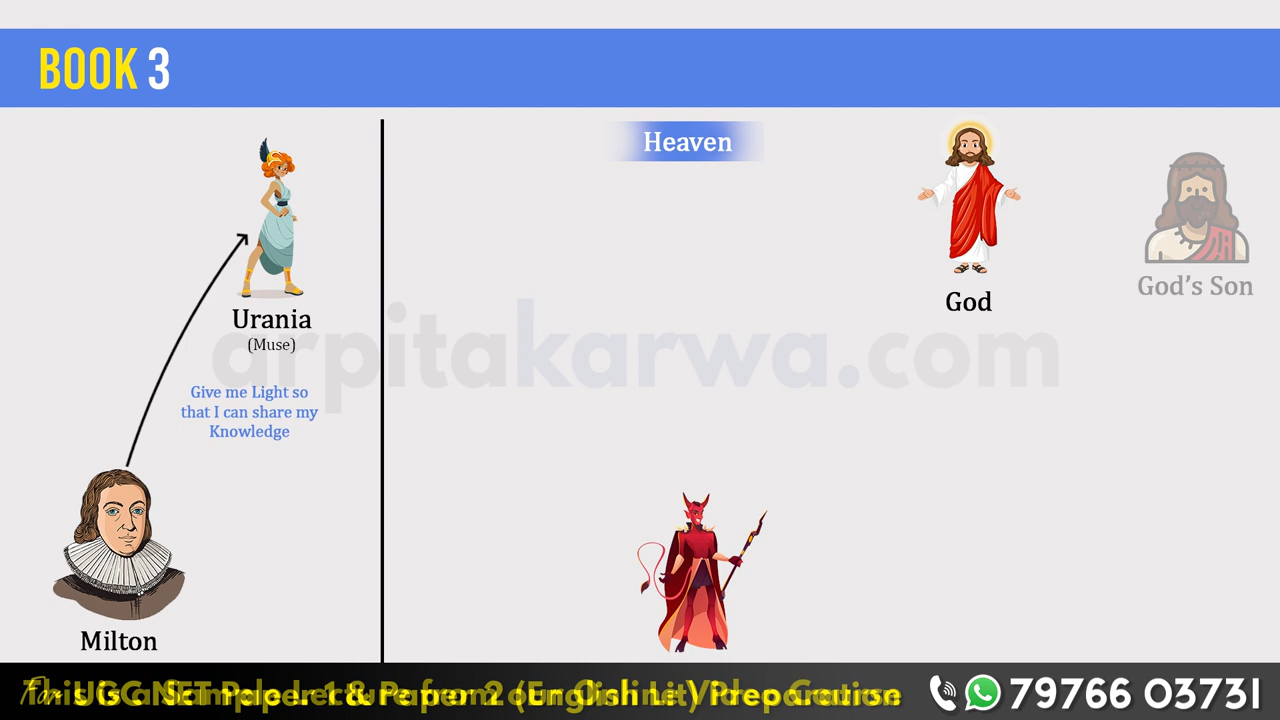 BOOK 3
Heaven
God
God's Son
Urania
(Muse)
Give me Light so
that I can share my
Knowledge
Milton
arpitakarwa.com
79766 03731